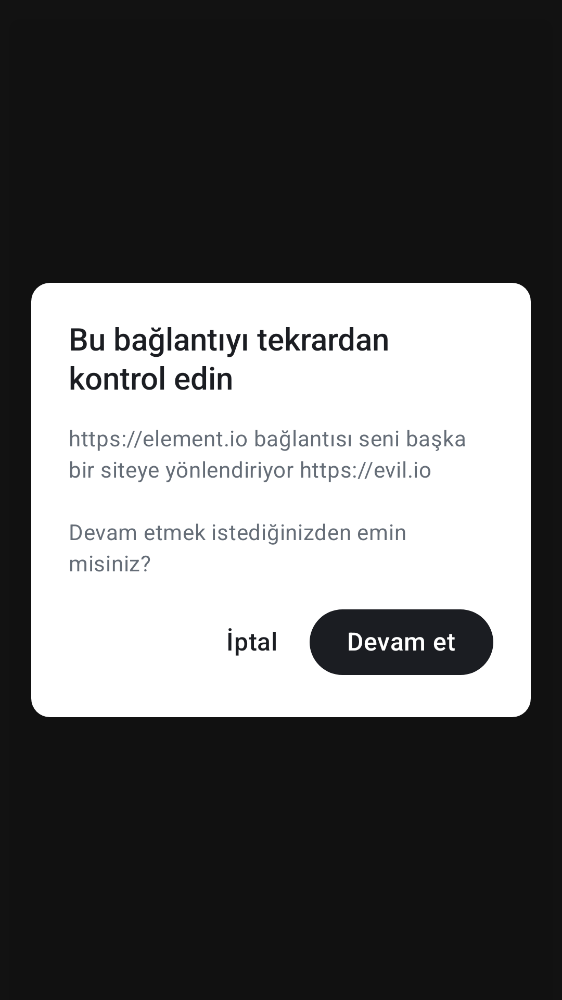 Bu bağlantıyı tekrardan
kontrol edin
https://element.io bağlantısı seni başka
bir siteye yönlendiriyor https://evil.io
Devam etmek istediğinizden emin
misiniz?
İptal
Devam et